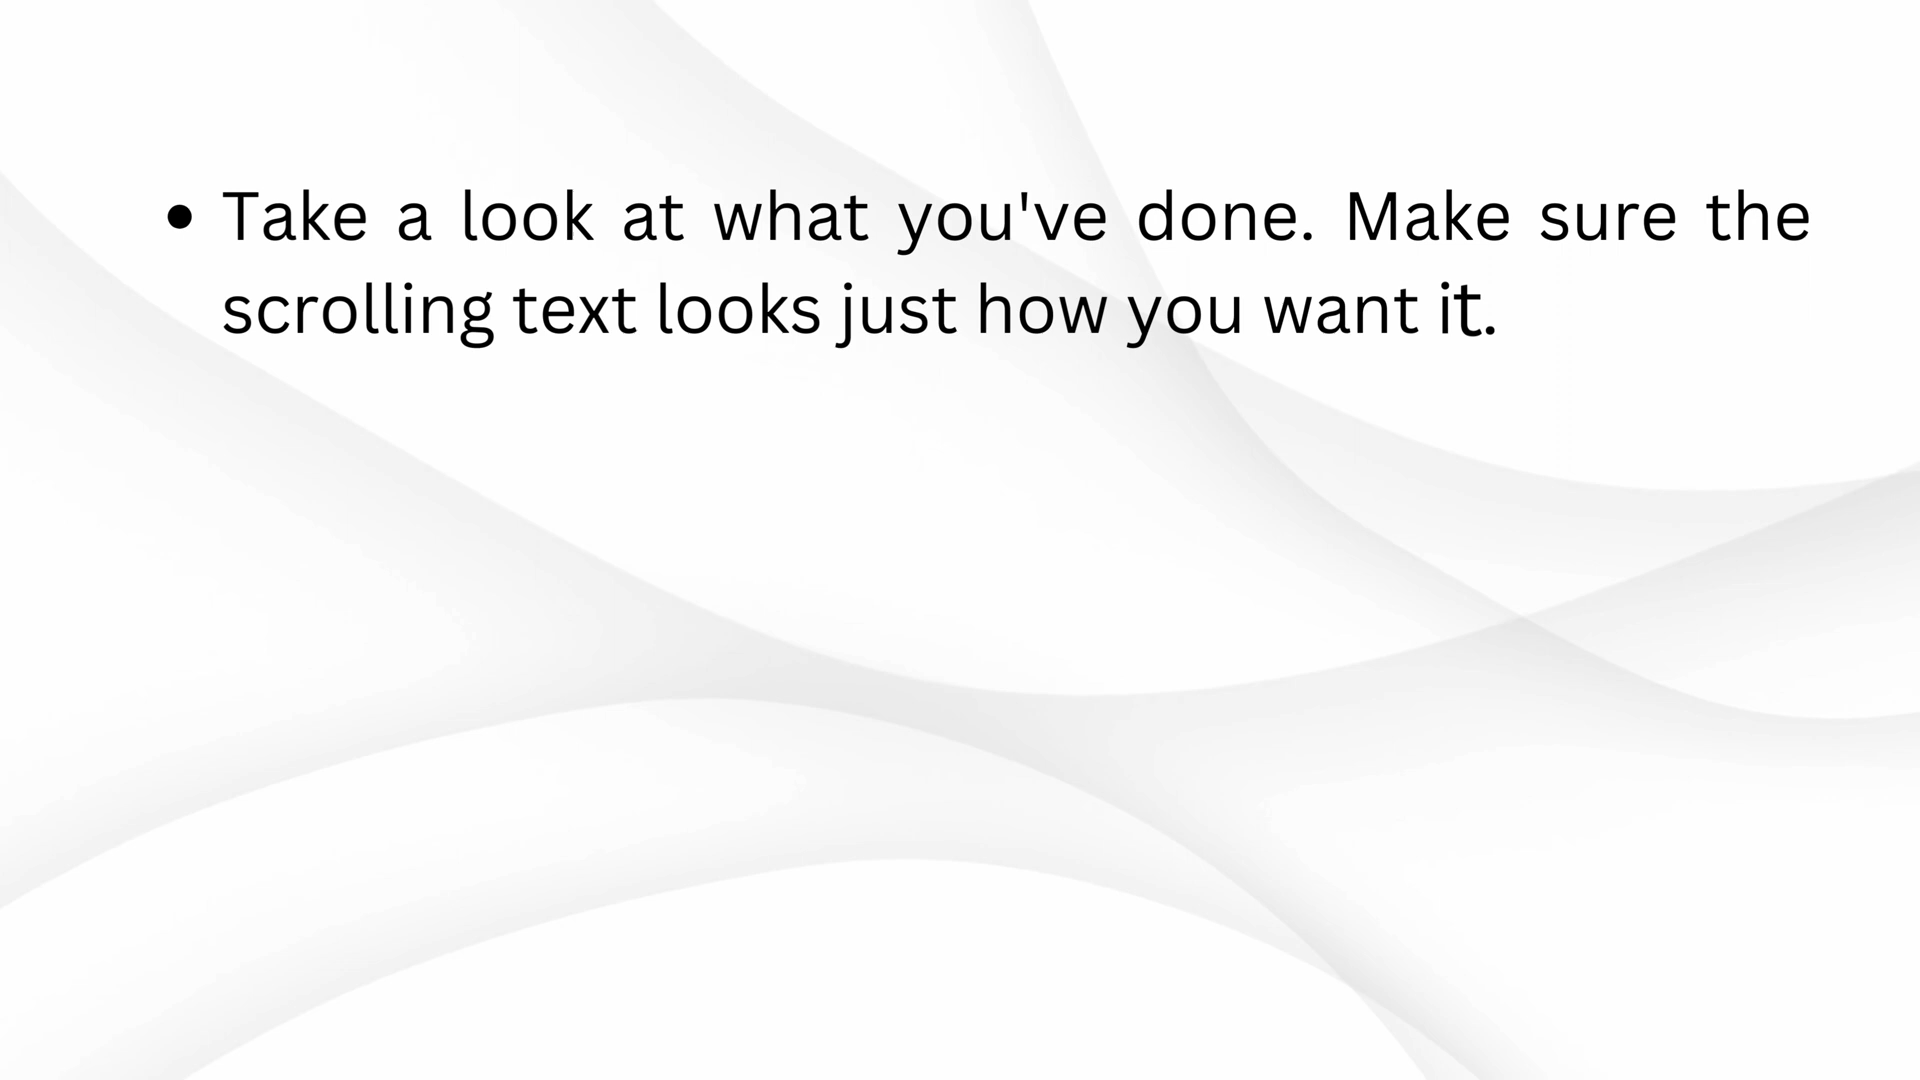 • Take a look at what you've done. Make sure the
scrolling text looks just how you want it.